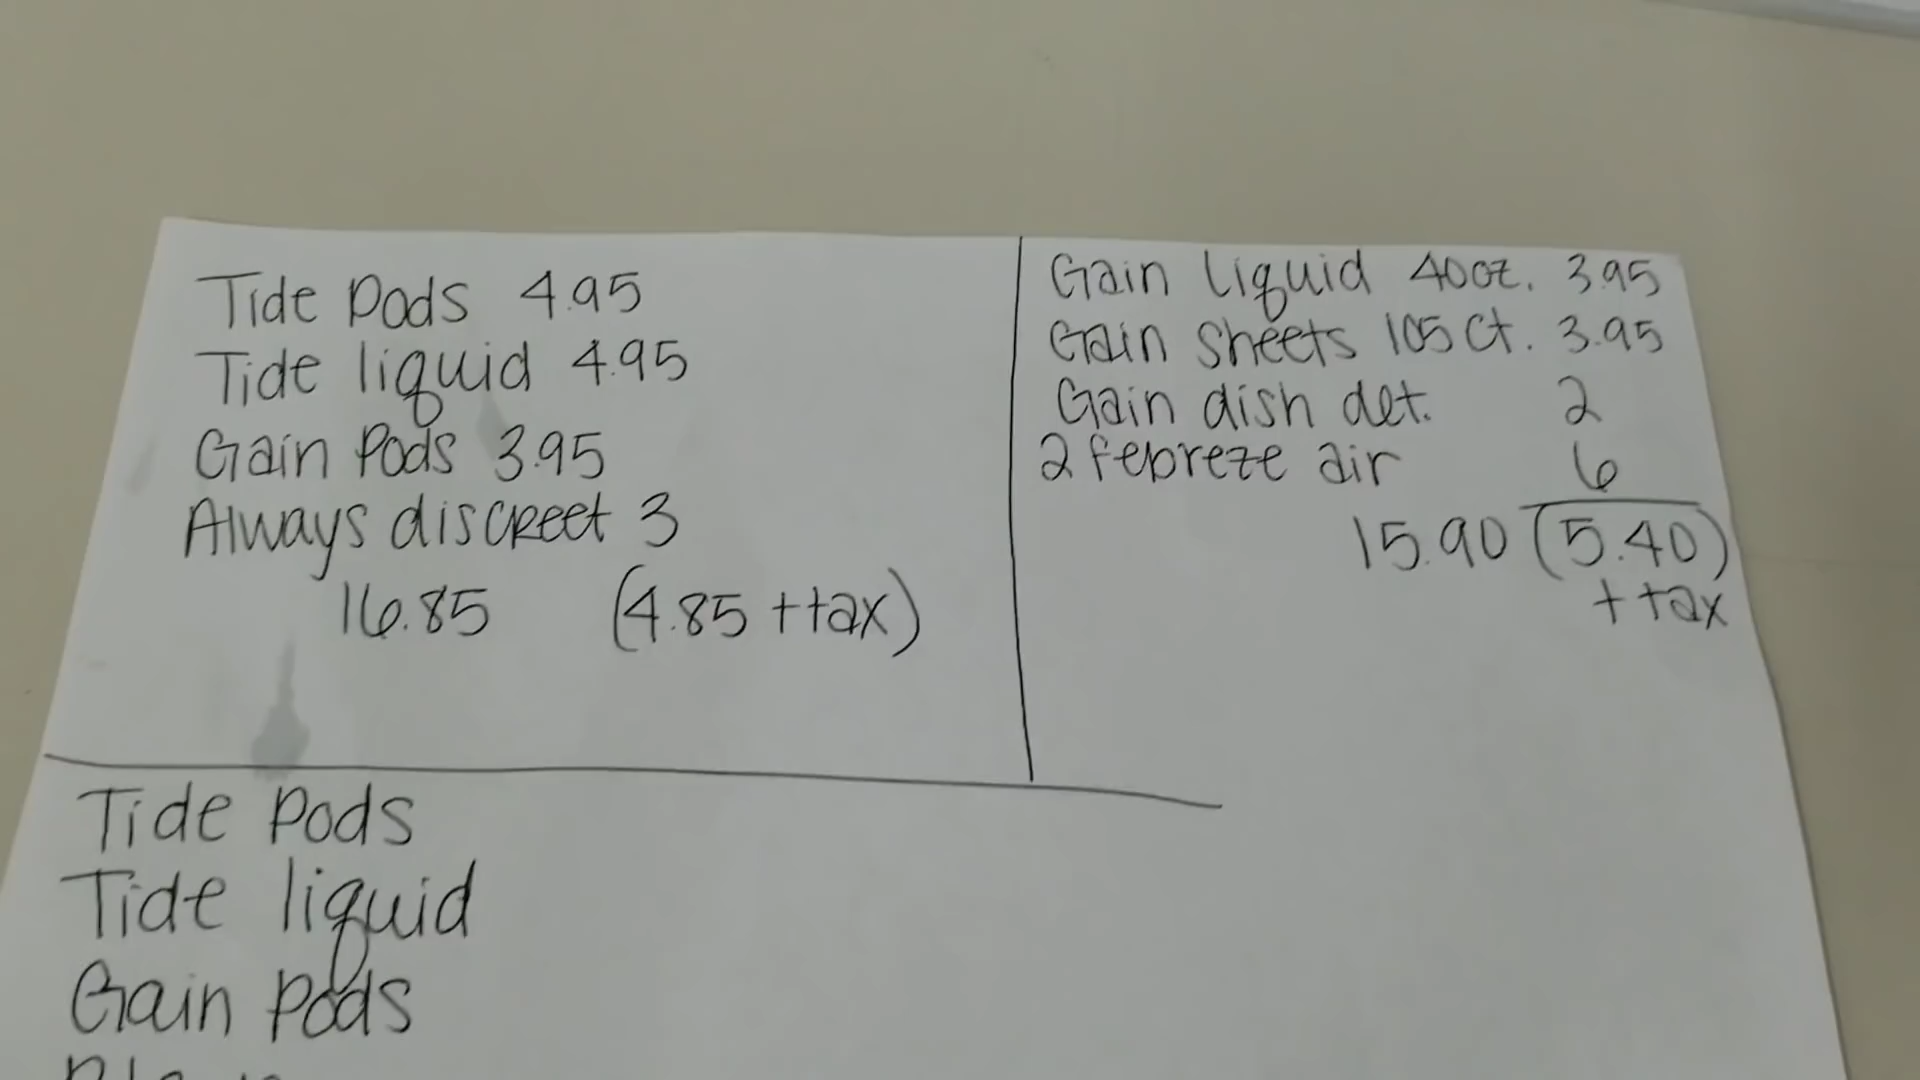 Tide Pods 4.95
Tide liquid 4.95
Gain Pods 3.95
Always discreet 3
16.85 (4.85 + tax)
Gain liquid 40oz. 3.95
Gain sheets 105 ct. 3.95
Gain dish det. 2
2 febreze air 6
15.90 (5.40)
+ tax
Tide Pods
Tide liquid
Gain Pods